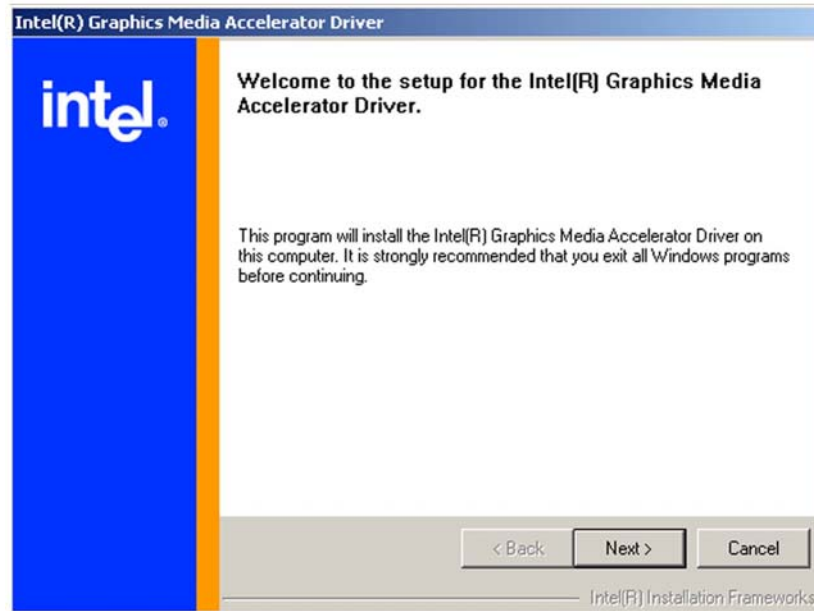 Intel(R) Graphics Media Accelerator Driver
intel®
Welcome to the setup for the Intel(R) Graphics Media
Accelerator Driver.
This program will install the Intel(R) Graphics Media Accelerator Driver on
this computer. It is strongly recommended that you exit all Windows programs
before continuing.
< Back
Next >
Cancel
Intel(R) Installation Frameworks